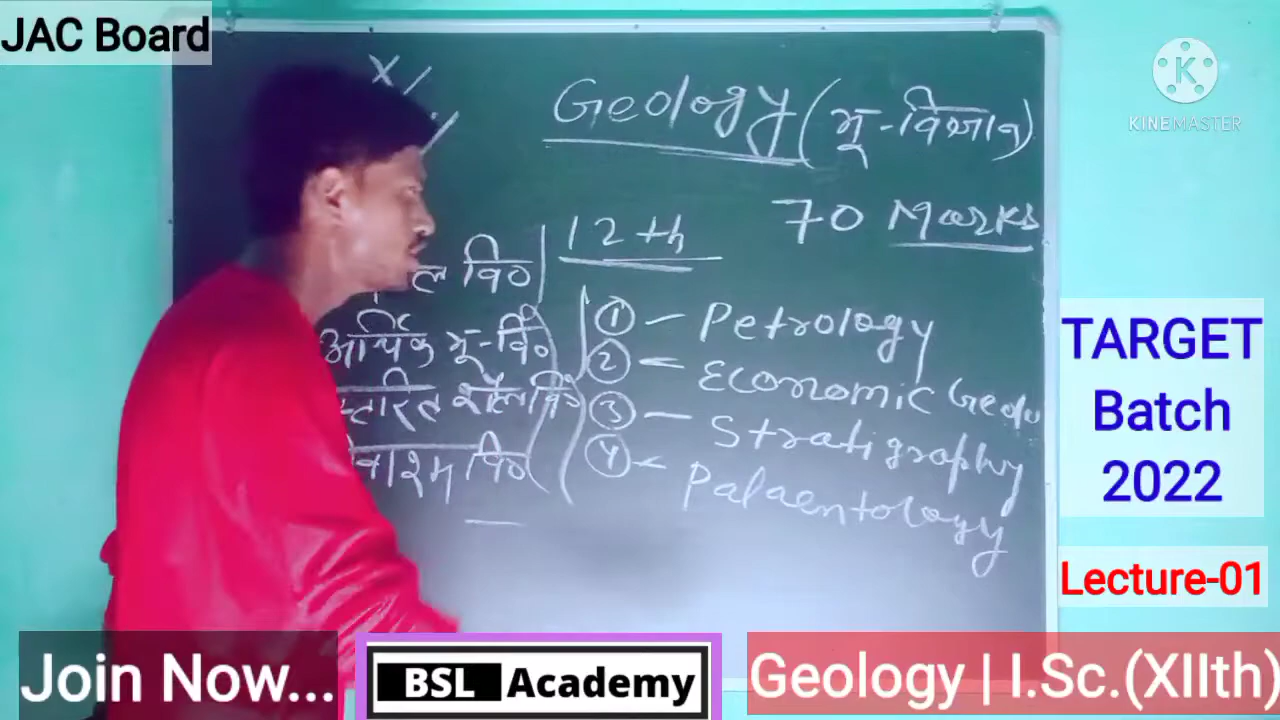 JAC Board
Geology (भू-विज्ञान)
KINEMASTER
70 Marks
12th
ल वि०
① - Petrology
आर्थिक भू-वि०
② - Economic Geolo
स्तरित शैल वि०
③ - Stratigraphy
वाश्म वि०
④ - Palaentology
TARGET
Batch
2022
Lecture-01
Join Now...
BSL Academy
Geology | I.Sc.(XIIth)